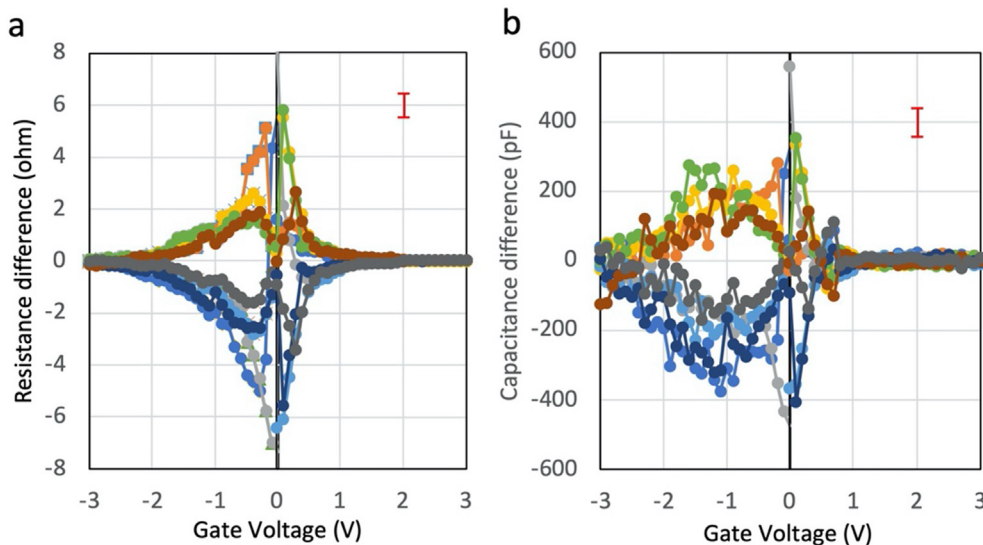 a
b
8
6
4
2
0
-2
-4
-6
-8
Resistance difference (ohm)
-3 -2 -1 0 1 2 3
Gate Voltage (V)
600
400
200
0
-200
-400
-600
Capacitance difference (pF)
-3 -2 -1 0 1 2 3
Gate Voltage (V)